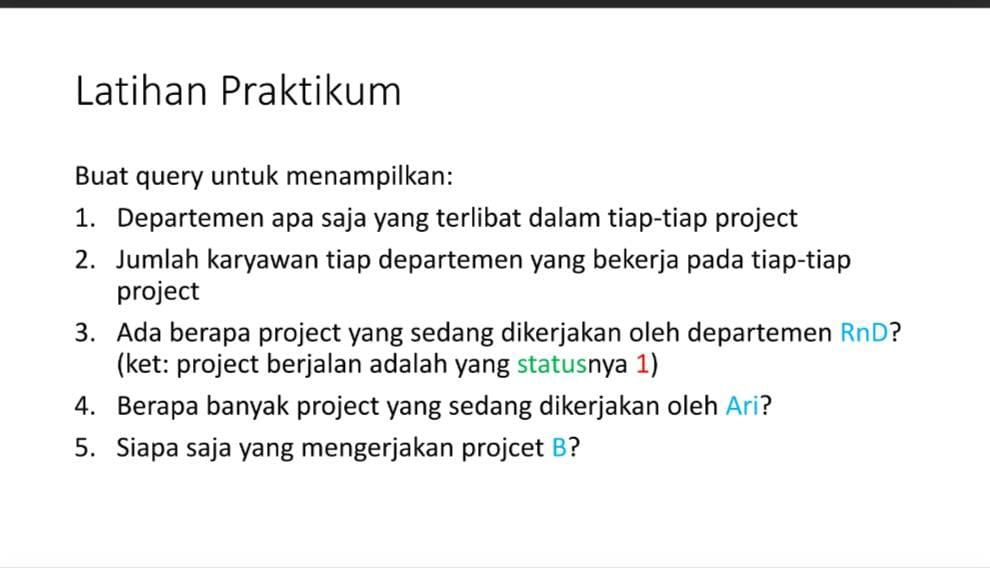 Latihan Praktikum
Buat query untuk menampilkan:
1. Departemen apa saja yang terlibat dalam tiap-tiap project
2. Jumlah karyawan tiap departemen yang bekerja pada tiap-tiap
project
3. Ada berapa project yang sedang dikerjakan oleh departemen RnD?
(ket: project berjalan adalah yang statusnya 1)
4. Berapa banyak project yang sedang dikerjakan oleh Ari?
5. Siapa saja yang mengerjakan projcet B?